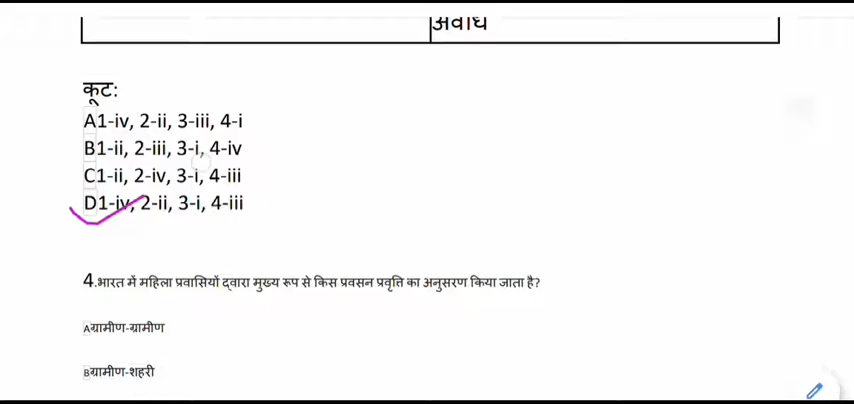 अवधि
कूट:
A1-iv, 2-ii, 3-iii, 4-i
B1-ii, 2-iii, 3-i, 4-iv
C1-ii, 2-iv, 3-i, 4-iii
D1-iv, 2-ii, 3-i, 4-iii
4.भारत में महिला प्रवासियों द्वारा मुख्य रूप से किस प्रवसन प्रवृत्ति का अनुसरण किया जाता है?
Aग्रामीण-ग्रामीण
Bग्रामीण-शहरी